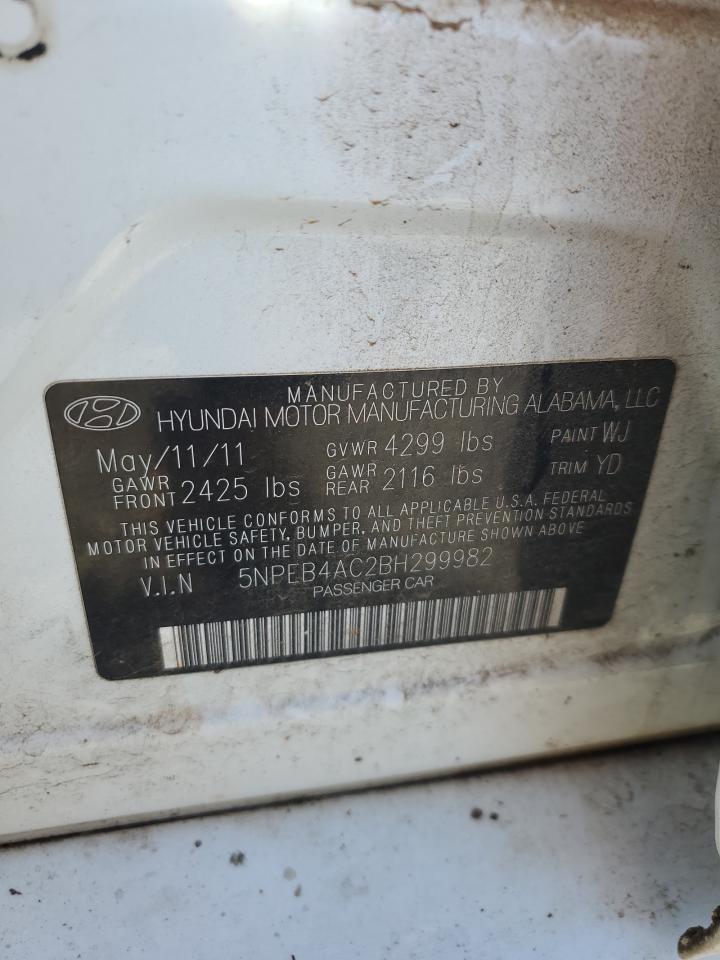 MANUFACTURED BY
HYUNDAI MOTOR MANUFACTURING ALABAMA, LLC
May/11/11 GVWR 4299 lbs PAINT WJ
GAWR FRONT 2425 lbs GAWR REAR 2116 lbs TRIM YD
THIS VEHICLE CONFORMS TO ALL APPLICABLE U.S.A. FEDERAL
MOTOR VEHICLE SAFETY, BUMPER, AND THEFT PREVENTION STANDARDS
IN EFFECT ON THE DATE OF MANUFACTURE SHOWN ABOVE
V.I.N 5NPEB4AC2BH299982
PASSENGER CAR